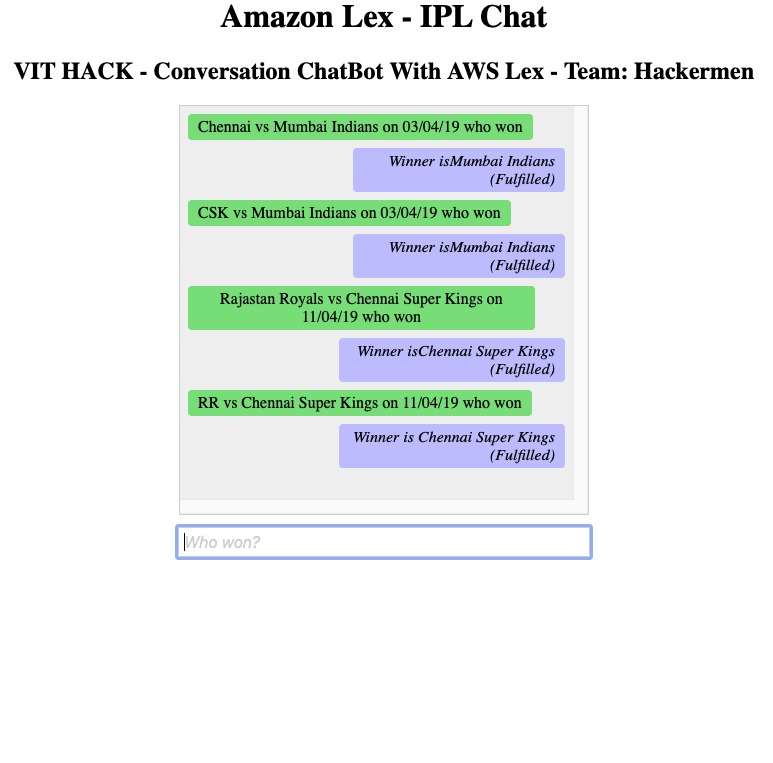 Amazon Lex - IPL Chat
VIT HACK - Conversation ChatBot With AWS Lex - Team: Hackermen
Chennai vs Mumbai Indians on 03/04/19 who won
Winner isMumbai Indians
(Fulfilled)
CSK vs Mumbai Indians on 03/04/19 who won
Winner isMumbai Indians
(Fulfilled)
Rajastan Royals vs Chennai Super Kings on
11/04/19 who won
Winner isChennai Super Kings
(Fulfilled)
RR vs Chennai Super Kings on 11/04/19 who won
Winner is Chennai Super Kings
(Fulfilled)
Who won?